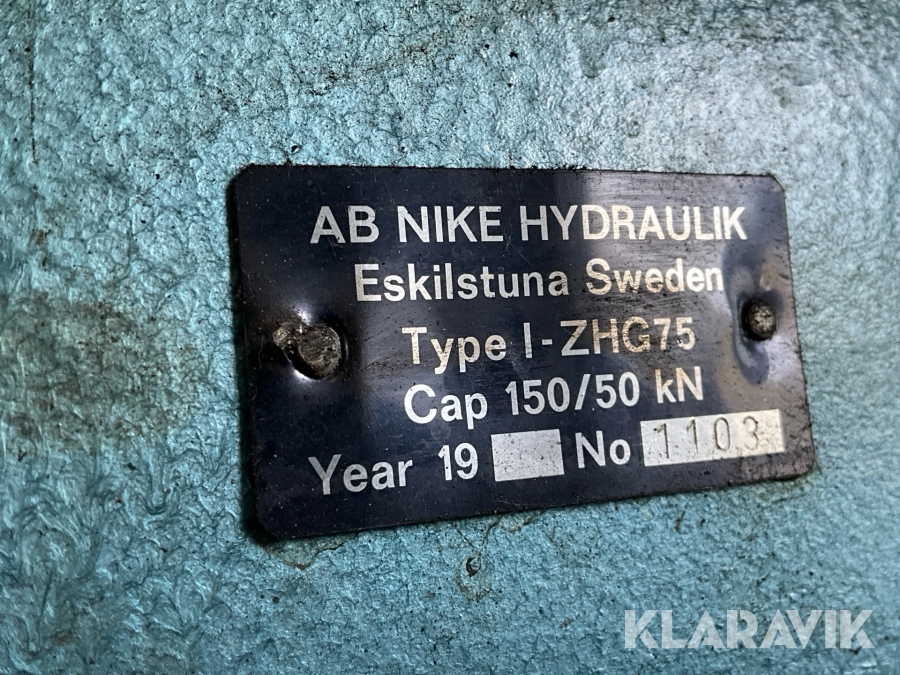 AB NIKE HYDRAULIK
Eskilstuna Sweden
Type I-ZHG75
Cap 150/50 kN
Year 19 No 1103
KLARAVIK